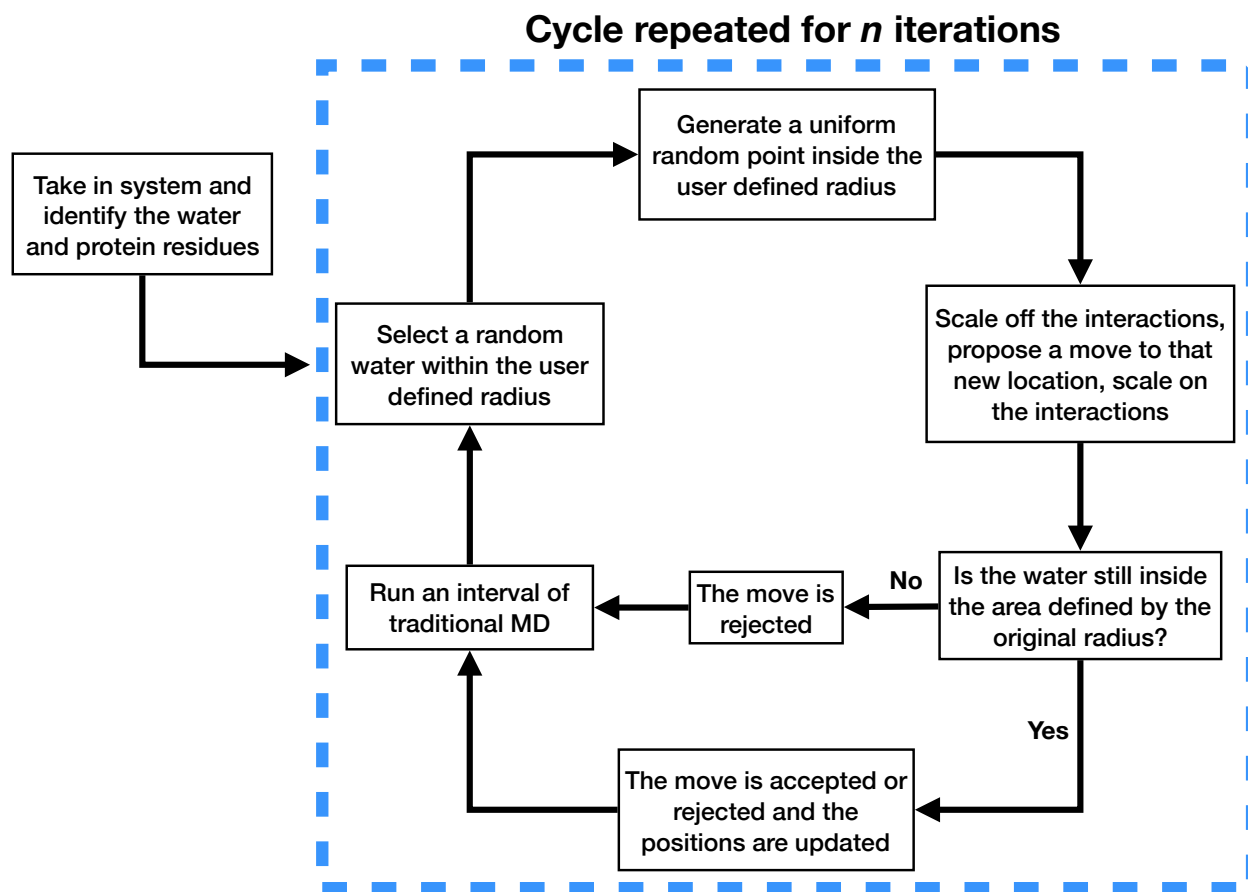 Cycle repeated for n iterations
Take in system and
identify the water
and protein residues
Select a random
water within the user
defined radius
Generate a uniform
random point inside the
user defined radius
Scale off the interactions,
propose a move to that
new location, scale on
the interactions
Is the water still inside
the area defined by the
original radius?
No
The move is
rejected
Yes
The move is accepted or
rejected and the
positions are updated
Run an interval of
traditional MD